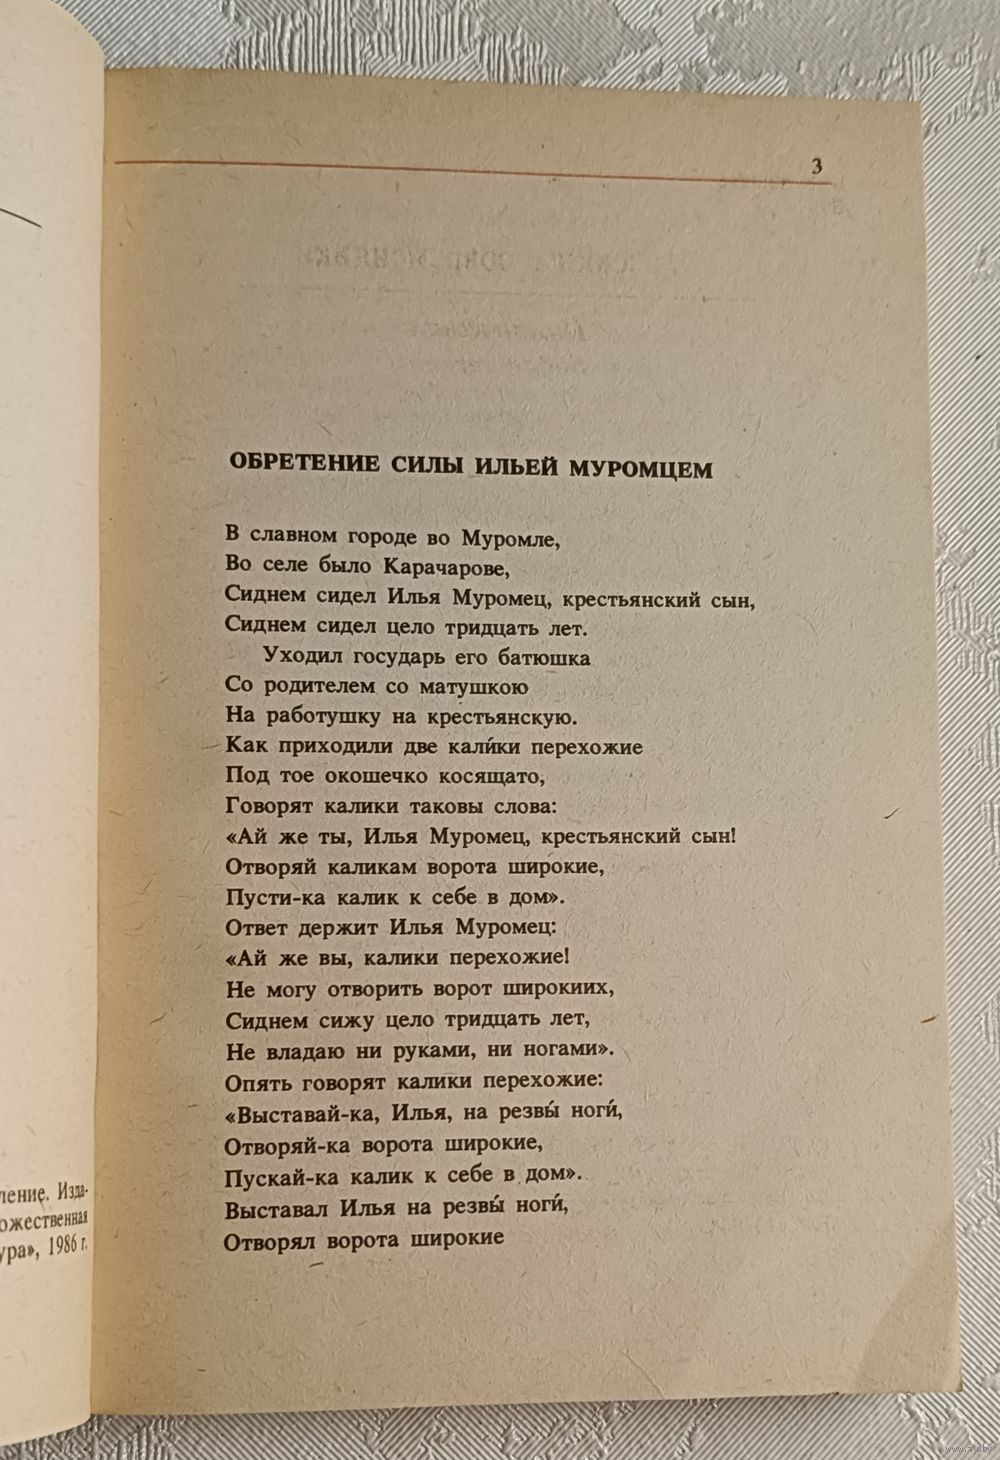 3
ОБРЕТЕНИЕ СИЛЫ ИЛЬЕЙ МУРОМЦЕМ
В славном городе во Муромле,
Во селе было Карачарове,
Сиднем сидел Илья Муромец, крестьянский сын,
Сиднем сидел цело тридцать лет.
Уходил государь его батюшка
Со родителем со матушкою
На работушку на крестьянскую.
Как приходили две кали́ки перехожие
Под тое окошечко косящато,
Говорят калики таковы слова:
«Ай же ты, Илья Муромец, крестьянский сын!
Отворяй каликам ворота широкие,
Пусти-ка калик к себе в дом».
Ответ держит Илья Муромец:
«Ай же вы, калики перехожие!
Не могу отворить ворот широкиих,
Сиднем сижу цело тридцать лет,
Не владаю ни руками, ни ногами».
Опять говорят калики перехожие:
«Выставай-ка, Илья, на резвы́ ноги́,
Отворяй-ка ворота широкие,
Пускай-ка калик к себе в дом».
Выставал Илья на резвы́ ноги́,
Отворял ворота широкие
ление. Изда-
ожественная
ура», 1986 г.
www.ay.by